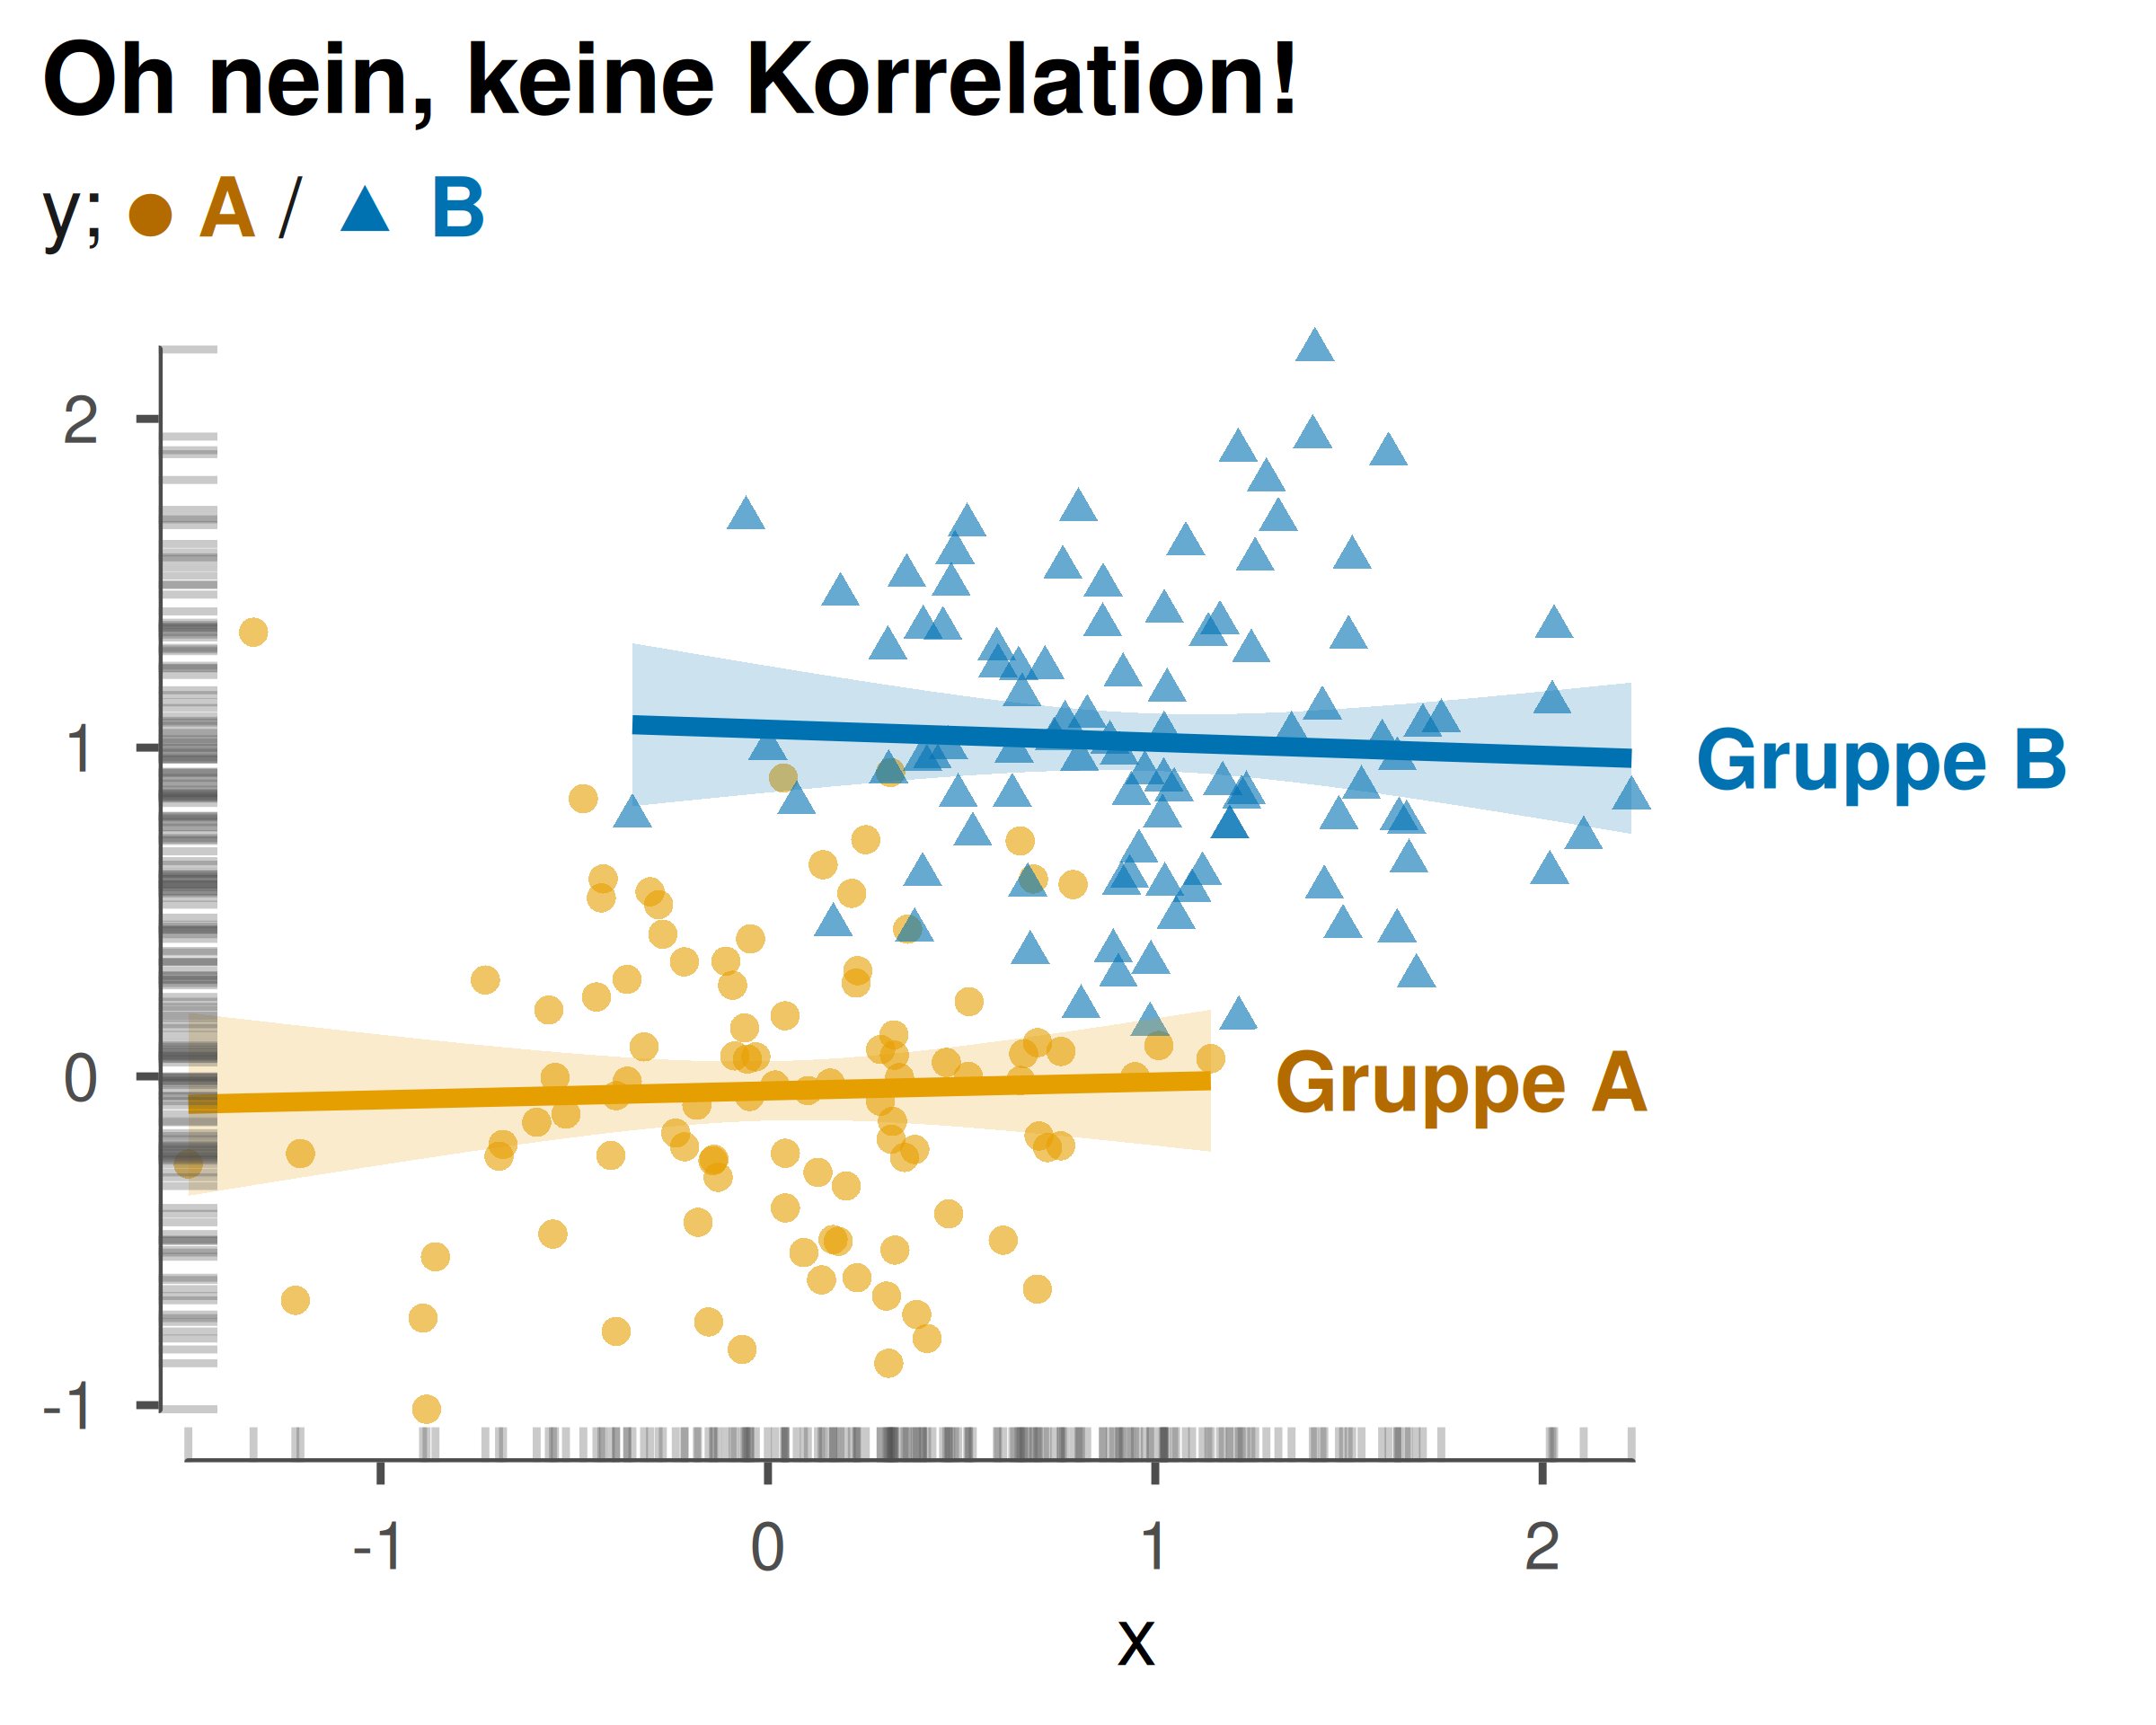 Oh nein, keine Korrelation!
y; ● A / ▲ B
2
1
0
-1
Gruppe B
Gruppe A
-1 0 1 2
x